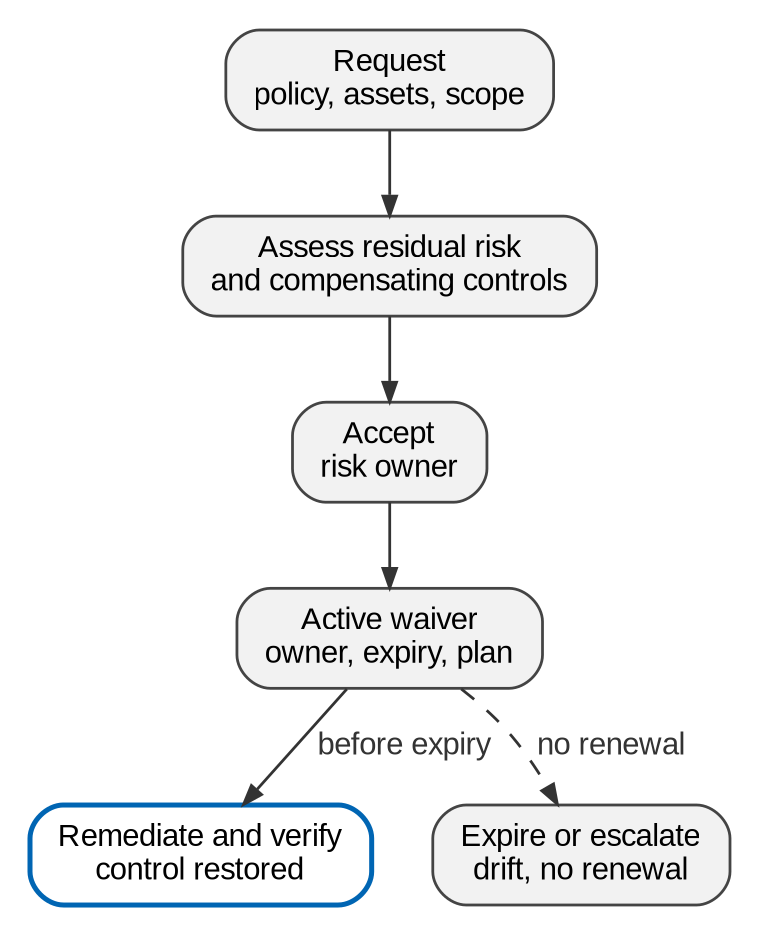 Request
policy, assets, scope
Assess residual risk
and compensating controls
Accept
risk owner
Active waiver
owner, expiry, plan
before expiry
no renewal
Remediate and verify
control restored
Expire or escalate
drift, no renewal